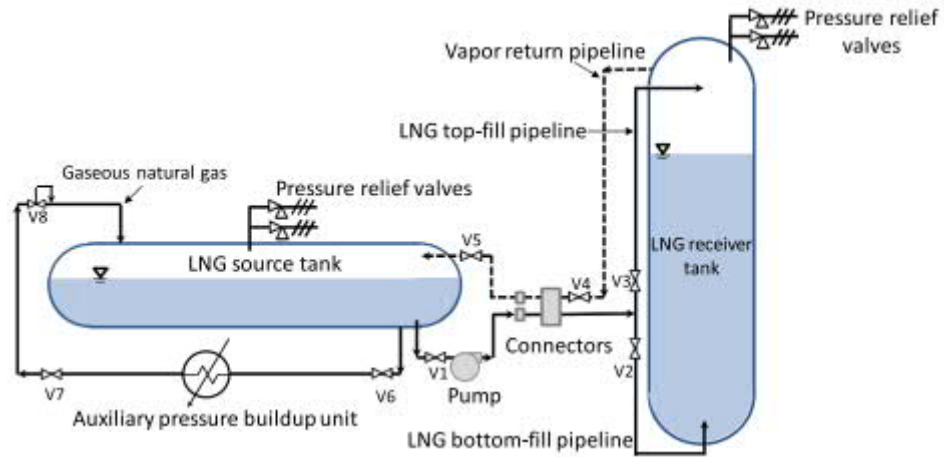 Pressure relief
valves
Vapor return pipeline
LNG top-fill pipeline
Gaseous natural gas
Pressure relief valves
V8
V5
LNG source tank
LNG receiver
tank
V4
V3
Connectors
V1
V2
Pump
V7
V6
Auxiliary pressure buildup unit
LNG bottom-fill pipeline